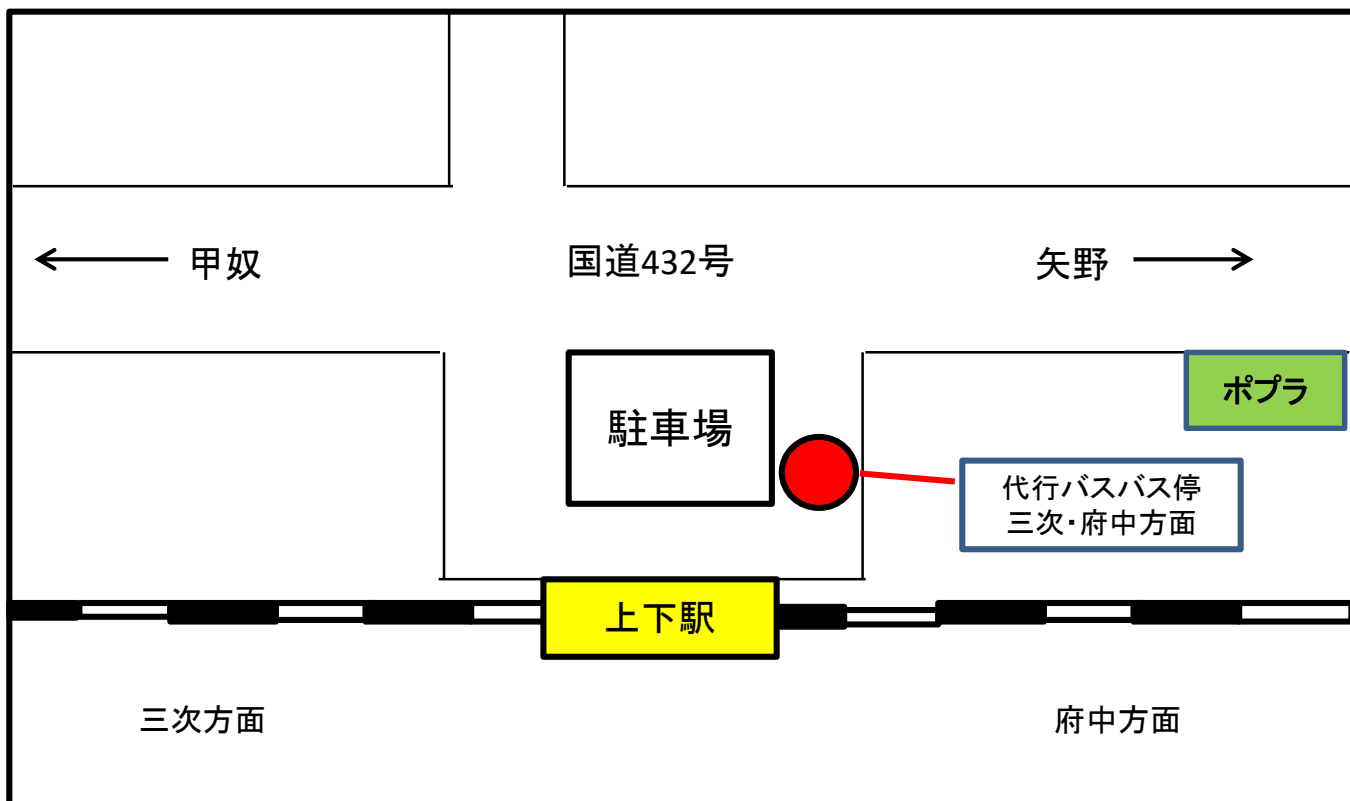 甲奴
国道432号
矢野
ポプラ
駐車場
代行バスバス停
三次・府中方面
上下駅
三次方面
府中方面